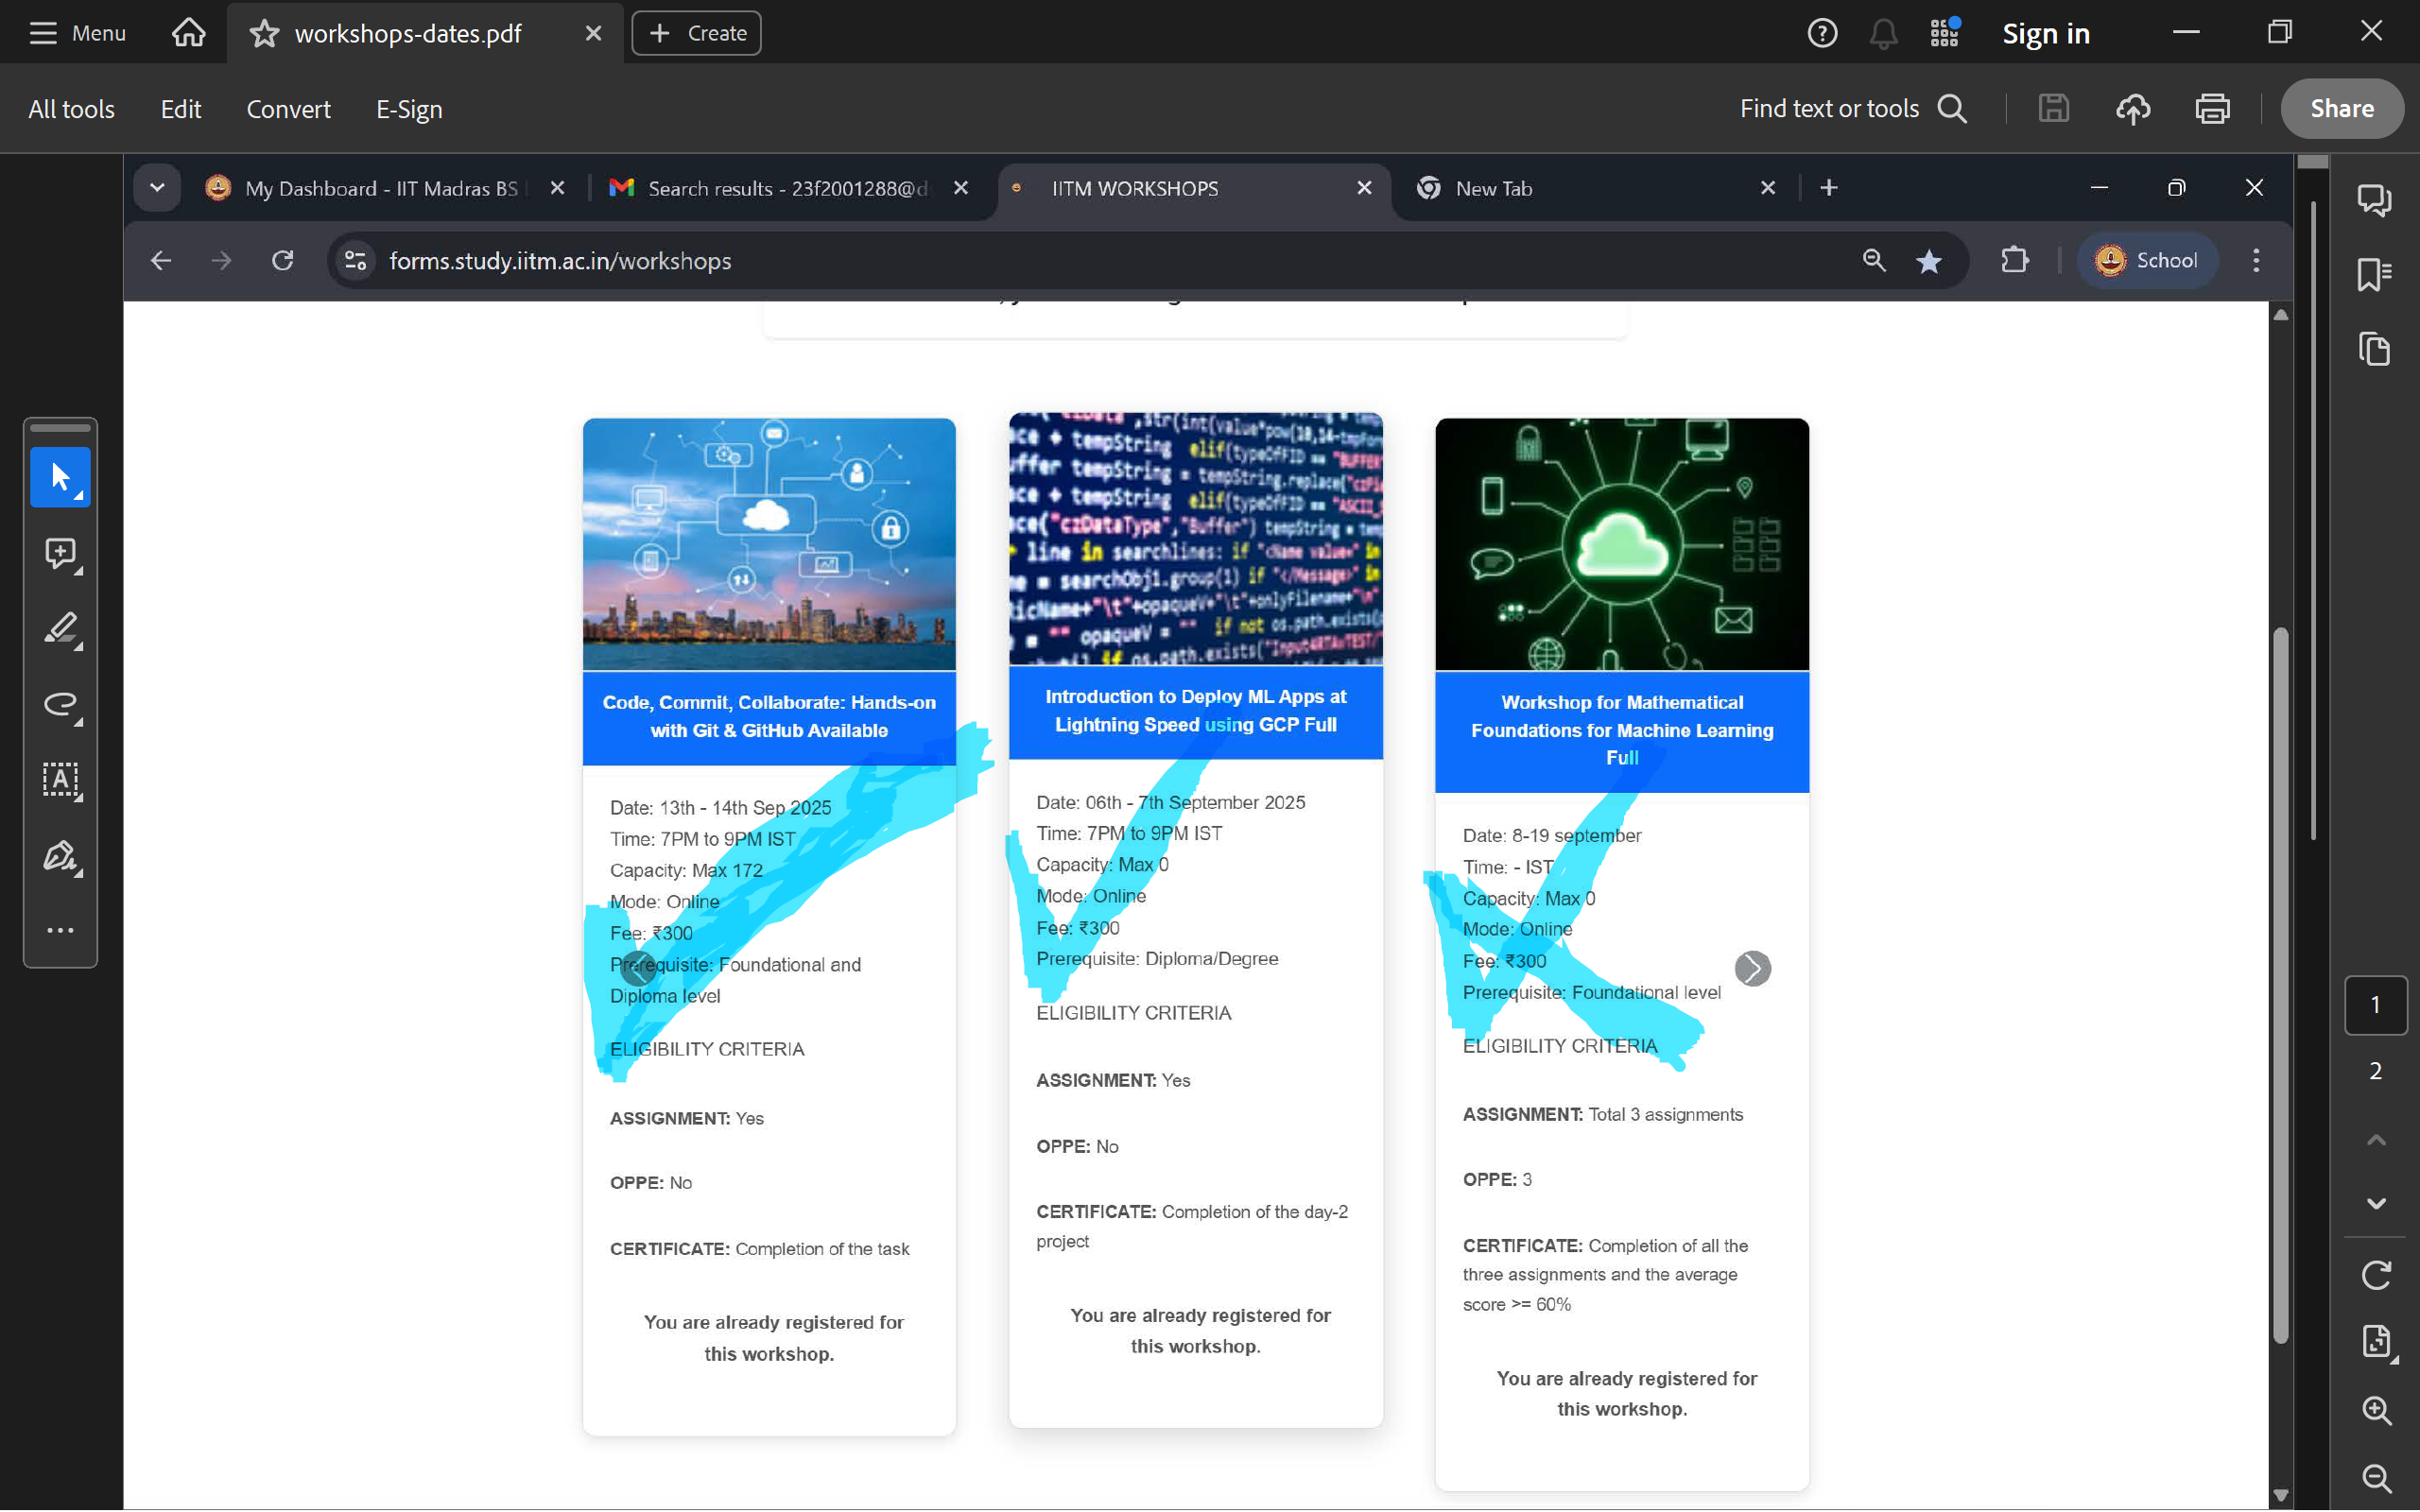 Menu
workshops-dates.pdf
Create
Sign in
All tools
Edit
Convert
E-Sign
Find text or tools
Share
My Dashboard - IIT Madras BS
Search results - 23f2001288@d
IITM WORKSHOPS
New Tab
forms.study.iitm.ac.in/workshops
School
Code, Commit, Collaborate: Hands-on
with Git & GitHub Available
Date: 13th - 14th Sep 2025
Time: 7PM to 9PM IST
Capacity: Max 172
Mode: Online
Fee: ₹300
Prerequisite: Foundational and
Diploma level
ELIGIBILITY CRITERIA
ASSIGNMENT: Yes
OPPE: No
CERTIFICATE: Completion of the task
You are already registered for
this workshop.
Introduction to Deploy ML Apps at
Lightning Speed using GCP Full
Date: 06th - 7th September 2025
Time: 7PM to 9PM IST
Capacity: Max 0
Mode: Online
Fee: ₹300
Prerequisite: Diploma/Degree
ELIGIBILITY CRITERIA
ASSIGNMENT: Yes
OPPE: No
CERTIFICATE: Completion of the day-2
project
You are already registered for
this workshop.
Workshop for Mathematical
Foundations for Machine Learning
Full
Date: 8-19 september
Time: - IST
Capacity: Max 0
Mode: Online
Fee: ₹300
Prerequisite: Foundational level
ELIGIBILITY CRITERIA
ASSIGNMENT: Total 3 assignments
OPPE: 3
CERTIFICATE: Completion of all the
three assignments and the average
score >= 60%
You are already registered for
this workshop.
1
2